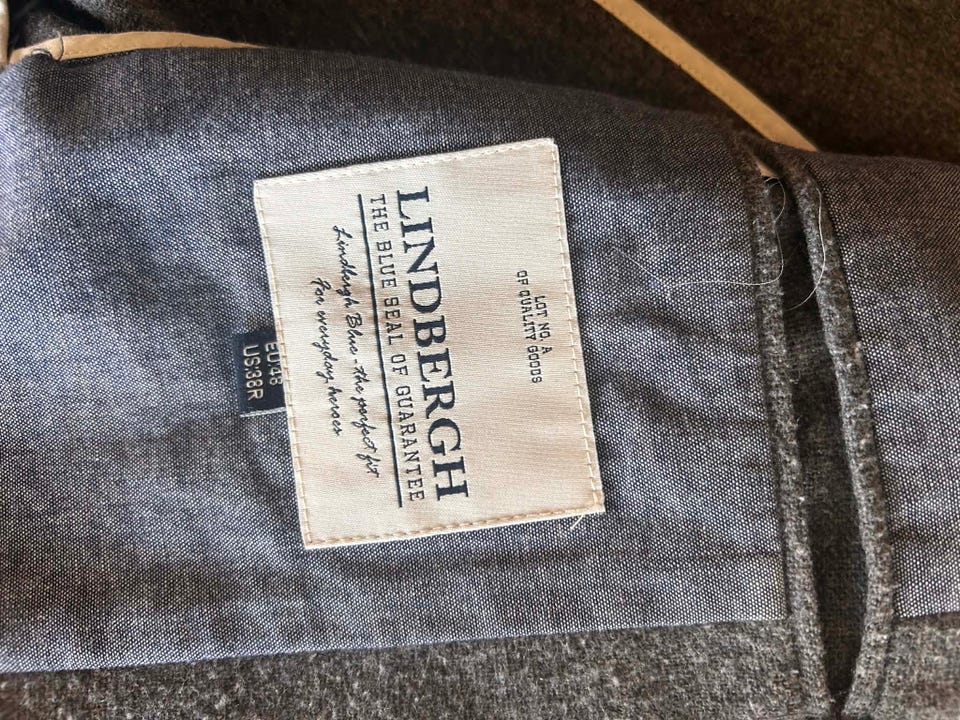 LOT NO. A
OF QUALITY GOODS
LINDBERGH
THE BLUE SEAL OF GUARANTEE
Lindbergh Blue - the perfect fit
For everyday heroes
EU:48
US:38R